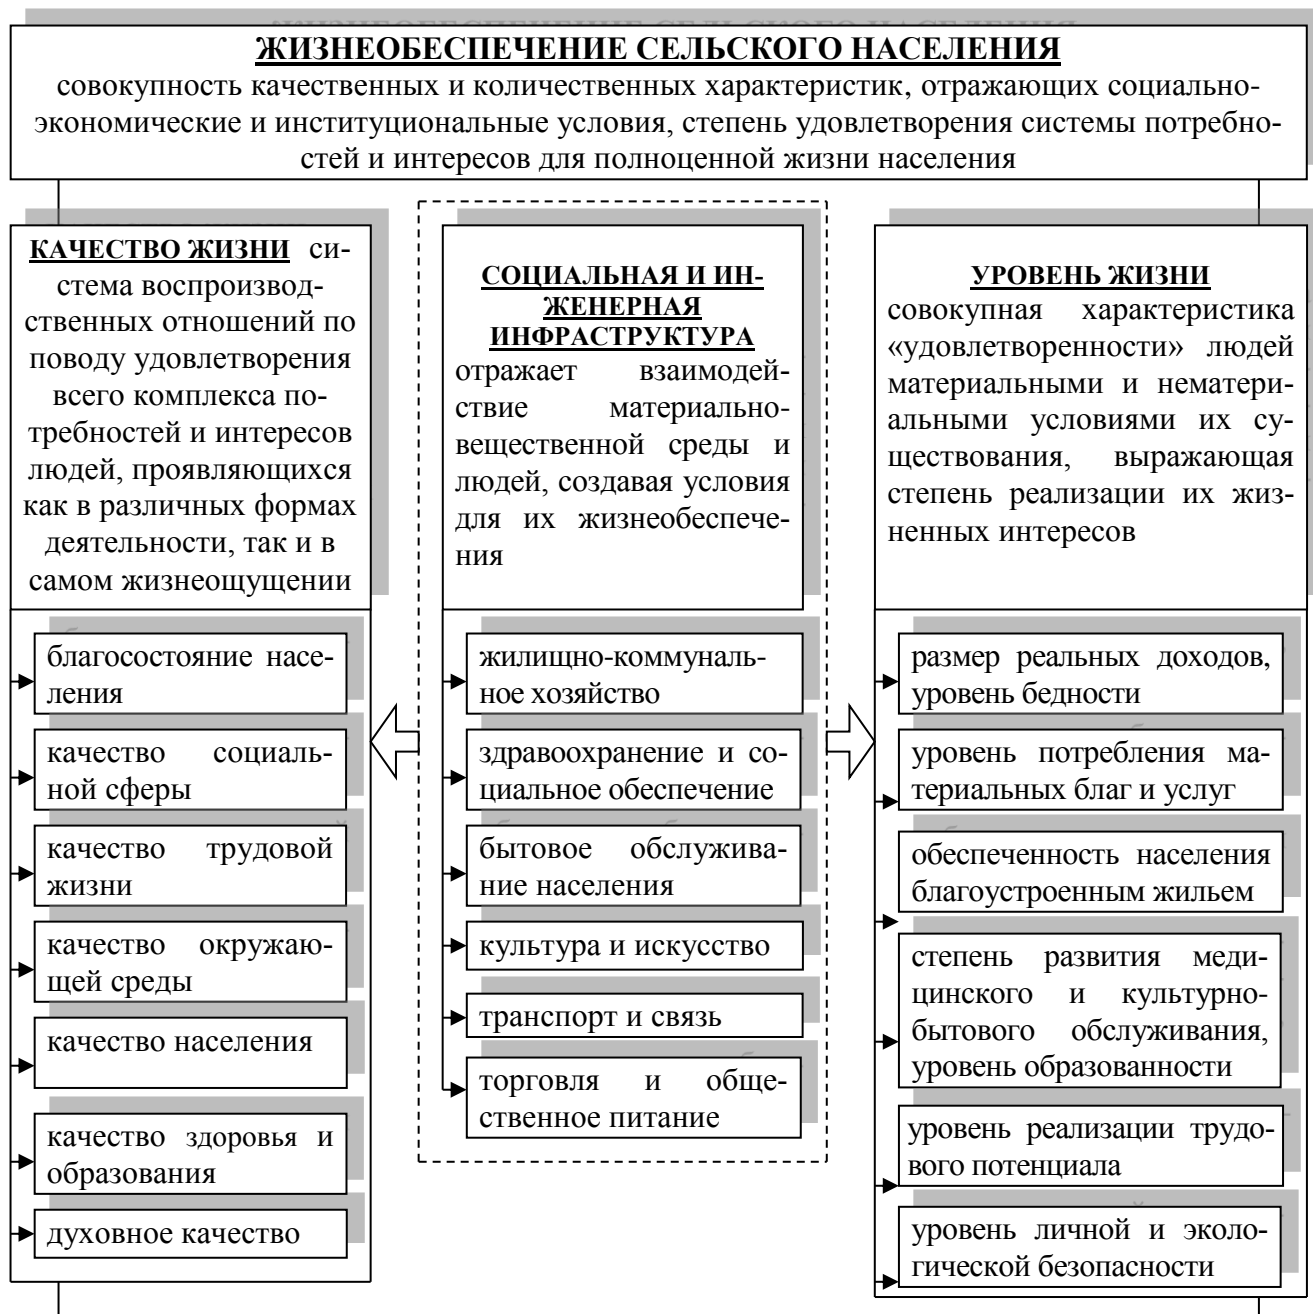 ЖИЗНЕОБЕСПЕЧЕНИЕ СЕЛЬСКОГО НАСЕЛЕНИЯ
совокупность качественных и количественных характеристик, отражающих социально-
экономические и институциональные условия, степень удовлетворения системы потребно-
стей и интересов для полноценной жизни населения
КАЧЕСТВО ЖИЗНИ си-
стема воспроизвод-
ственных отношений по
поводу удовлетворения
всего комплекса по-
требностей и интересов
людей, проявляющихся
как в различных формах
деятельности, так и в
самом жизнеощущении
благосостояние насе-
ления
качество социаль-
ной сферы
качество трудовой
жизни
качество окружаю-
щей среды
качество населения
качество здоровья и
образования
духовное качество
СОЦИАЛЬНАЯ И ИН-
ЖЕНЕРНАЯ
ИНФРАСТРУКТУРА
отражает взаимодей-
ствие материально-
вещественной среды и
людей, создавая условия
для их жизнеобеспече-
ния
жилищно-коммуналь-
ное хозяйство
здравоохранение и со-
циальное обеспечение
бытовое обслужива-
ние населения
культура и искусство
транспорт и связь
торговля и обще-
ственное питание
УРОВЕНЬ ЖИЗНИ
совокупная характеристика
«удовлетворенности» людей
материальными и нематери-
альными условиями их су-
ществования, выражающая
степень реализации их жиз-
ненных интересов
размер реальных доходов,
уровень бедности
уровень потребления ма-
териальных благ и услуг
обеспеченность населения
благоустроенным жильем
степень развития меди-
цинского и культурно-
бытового обслуживания,
уровень образованности
уровень реализации трудо-
вого потенциала
уровень личной и эколо-
гической безопасности